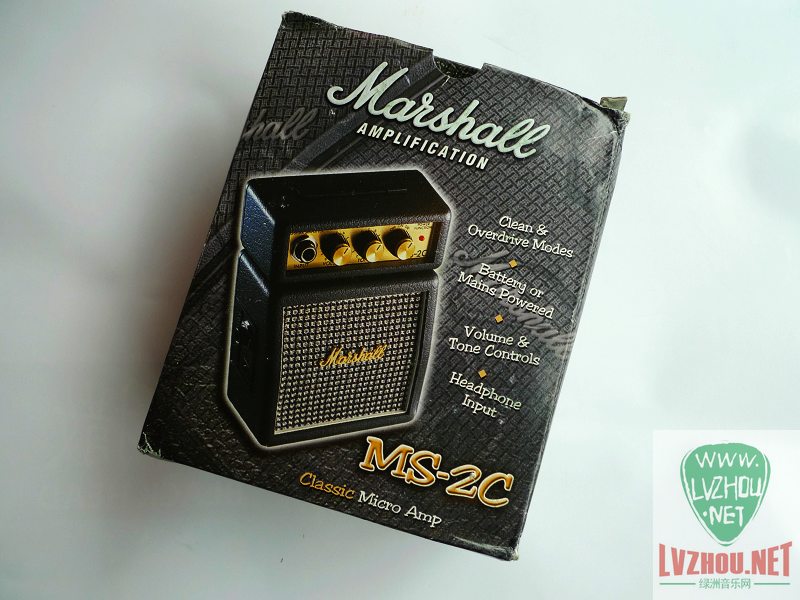 Marshall
AMPLIFICATION
hall
Clean &
Overdrive Modes
Battery or
Mains Powered
Volume &
Tone Controls
Headphone
Input
Marshall
MS-2C
Classic Micro Amp
WWW.
LVZHOU
.NET
LVZHOU.NET
绿洲音乐网